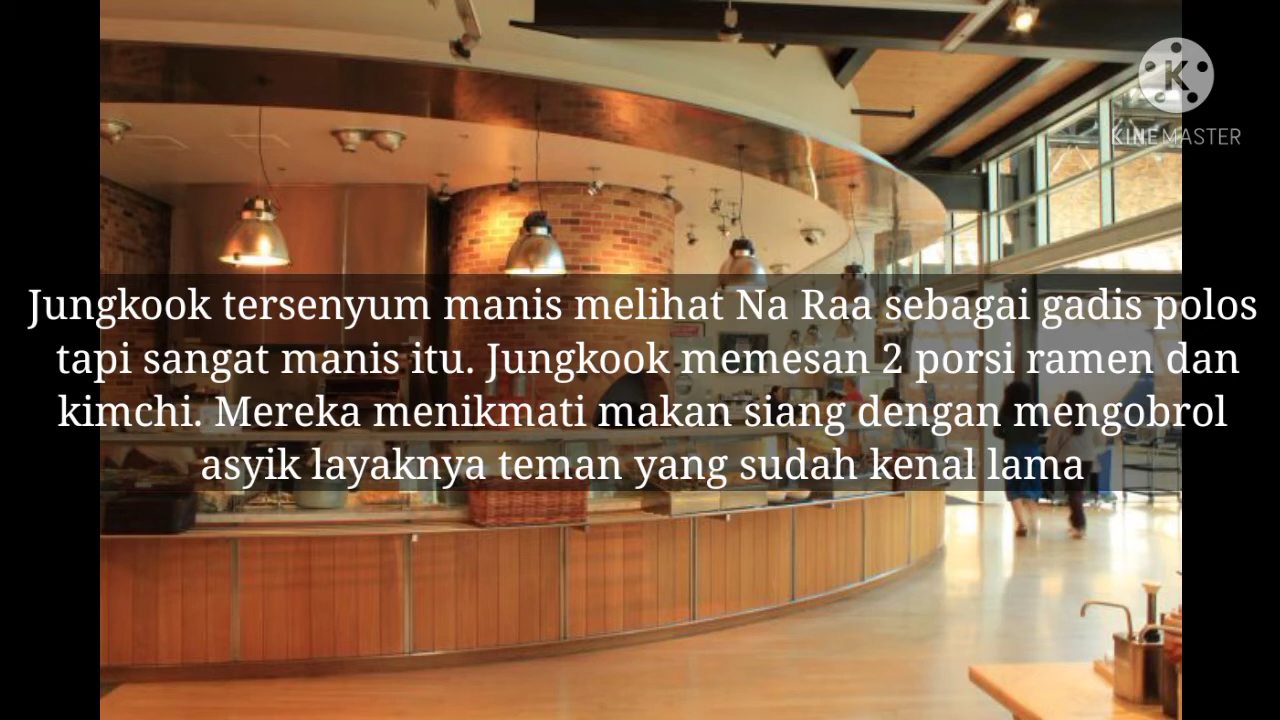 KINEMASTER
Jungkook tersenyum manis melihat Na Raa sebagai gadis polos
tapi sangat manis itu. Jungkook memesan 2 porsi ramen dan
kimchi. Mereka menikmati makan siang dengan mengobrol
asyik layaknya teman yang sudah kenal lama